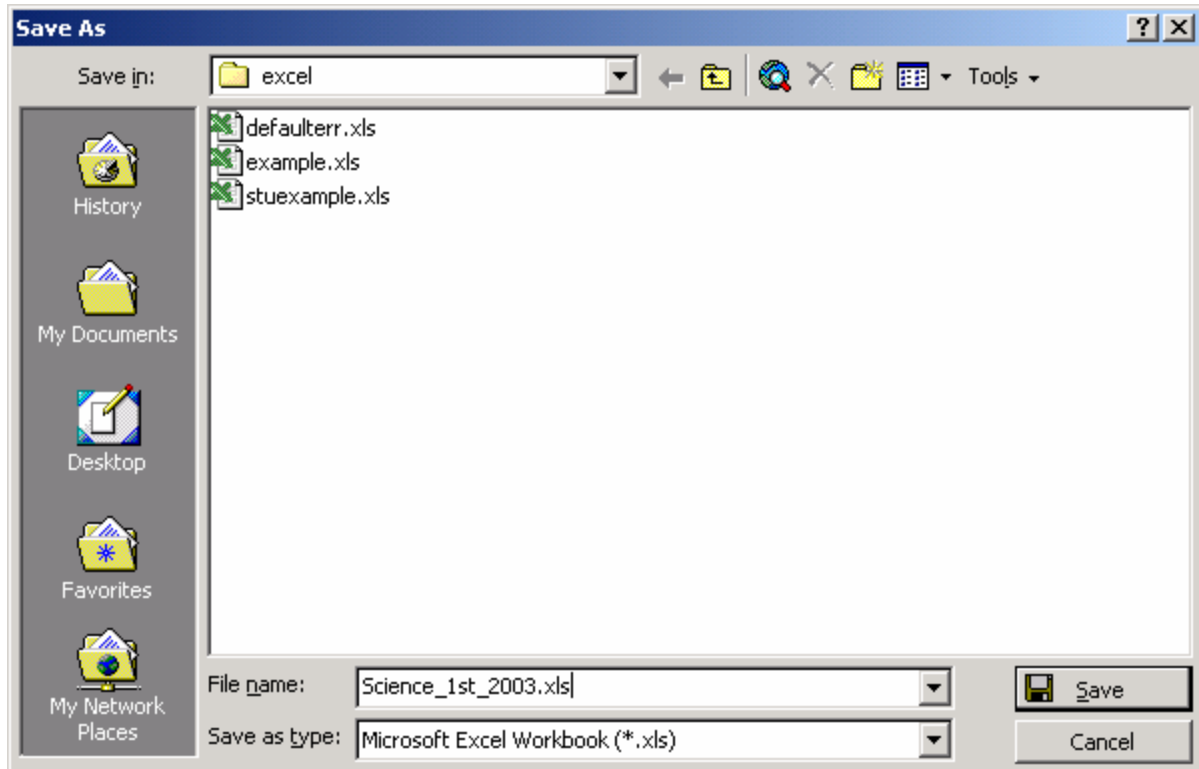 Save As
Save in:
excel
Tools
History
My Documents
Desktop
Favorites
My Network
Places
defaulterr.xls
example.xls
stuexample.xls
File name:
Science_1st_2003.xls
Save
Save as type:
Microsoft Excel Workbook (*.xls)
Cancel